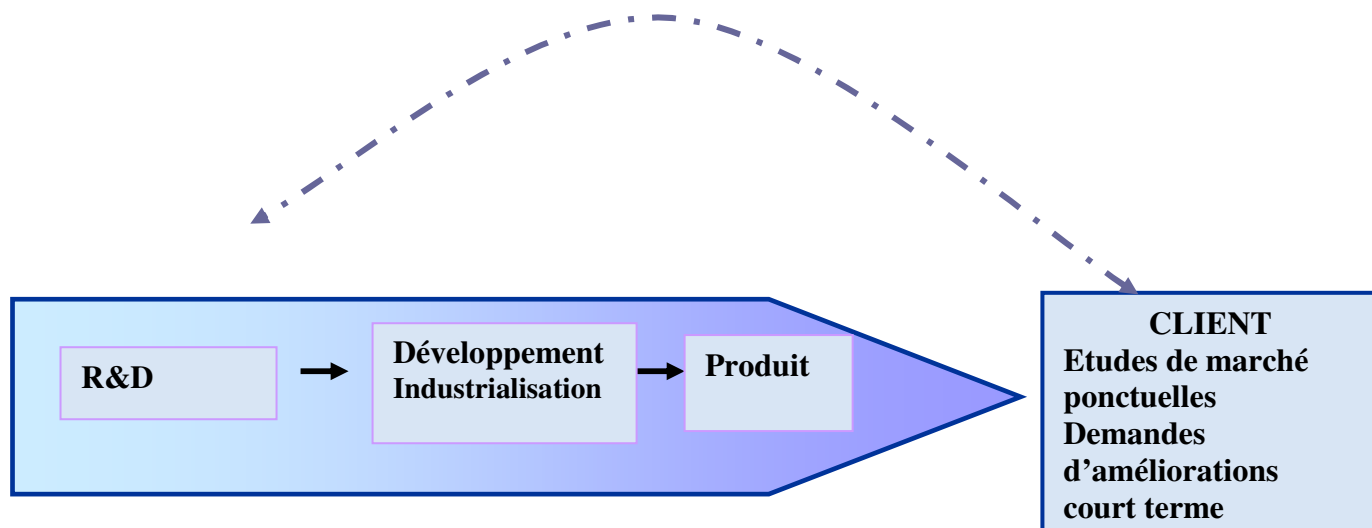 R&D
Développement
Industrialisation
Produit
CLIENT
Etudes de marché
ponctuelles
Demandes
d'améliorations
court terme